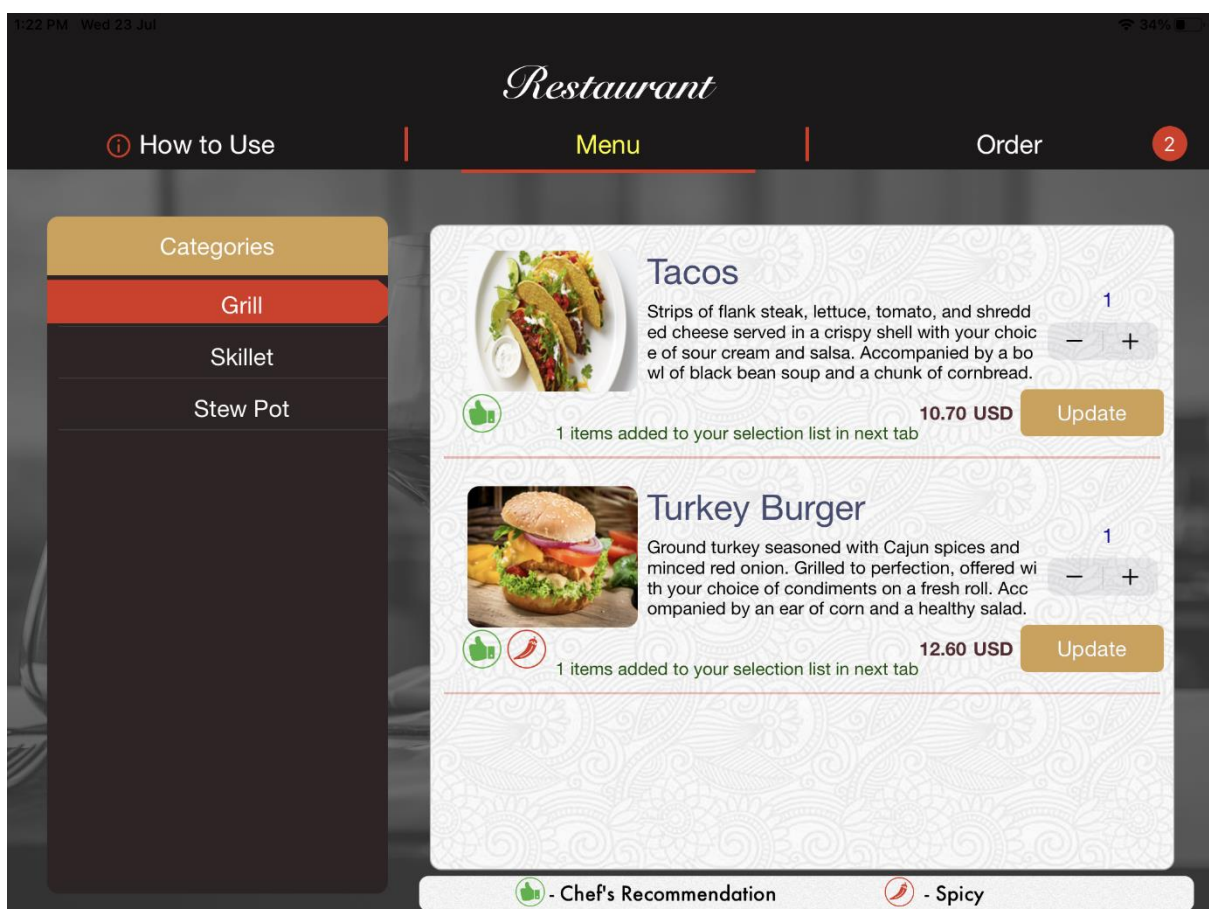 1:22 PM Wed 23 Jul
34%
Restaurant
How to Use
Menu
Order
2
Categories
Grill
Skillet
Stew Pot
Tacos
Strips of flank steak, lettuce, tomato, and shredd
ed cheese served in a crispy shell with your choic
e of sour cream and salsa. Accompanied by a bo
wl of black bean soup and a chunk of cornbread.
1
− +
10.70 USD
Update
1 items added to your selection list in next tab
Turkey Burger
Ground turkey seasoned with Cajun spices and
minced red onion. Grilled to perfection, offered wi
th your choice of condiments on a fresh roll. Acc
ompanied by an ear of corn and a healthy salad.
1
− +
12.60 USD
Update
1 items added to your selection list in next tab
- Chef's Recommendation
- Spicy